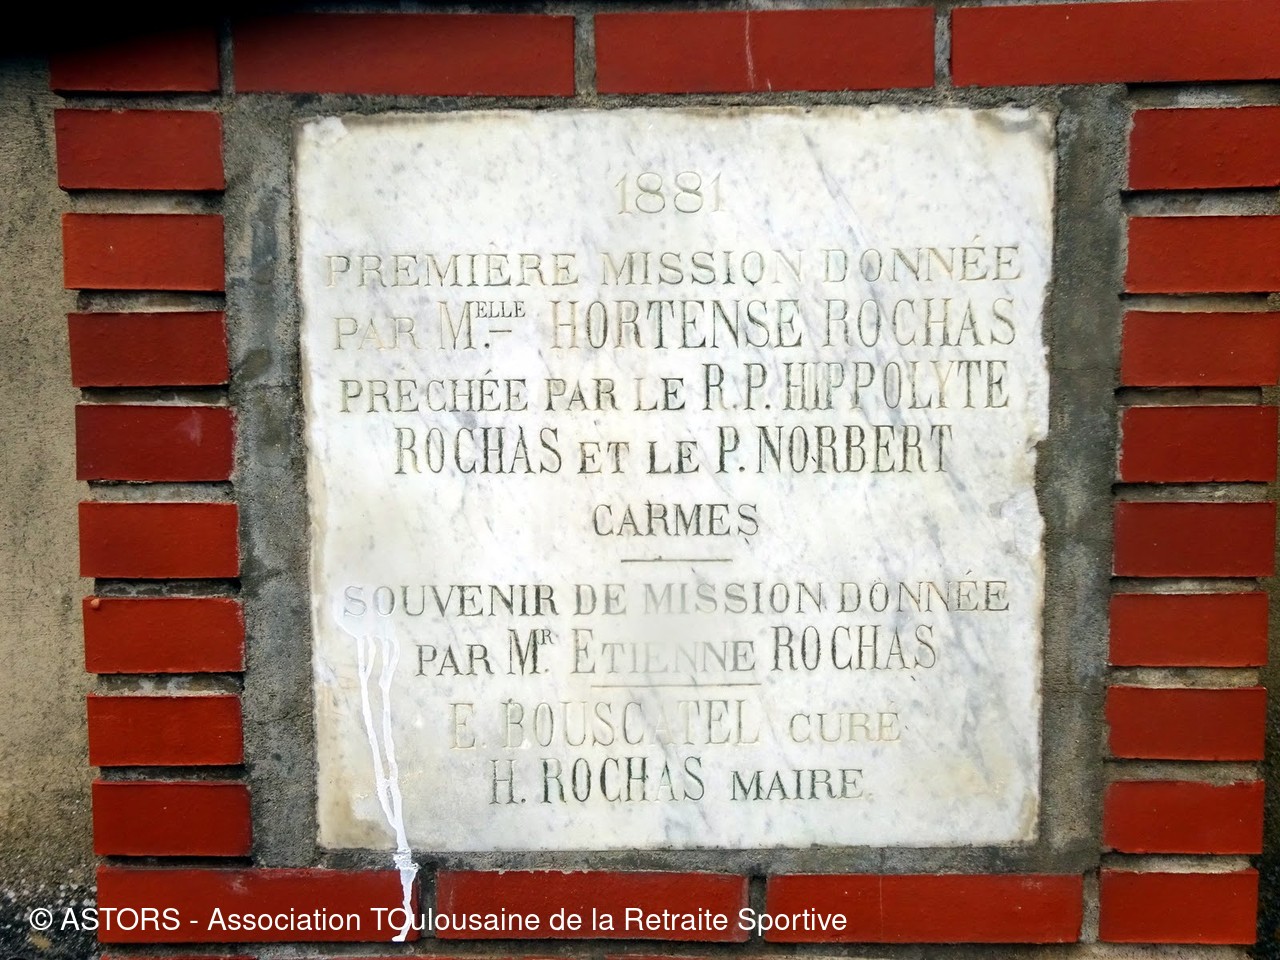 1881
PREMIÈRE MISSION DONNÉE
PAR MELLE HORTENSE ROCHAS
PRECHÉE PAR LE R.P. HIPPOLYTE
ROCHAS ET LE P. NORBERT
CARMES
SOUVENIR DE MISSION DONNÉE
PAR MR. ETIENNE ROCHAS
E. BOUSCATEL CURÉ
H. ROCHAS MAIRE
© ASTORS - Association TOulousaine de la Retraite Sportive